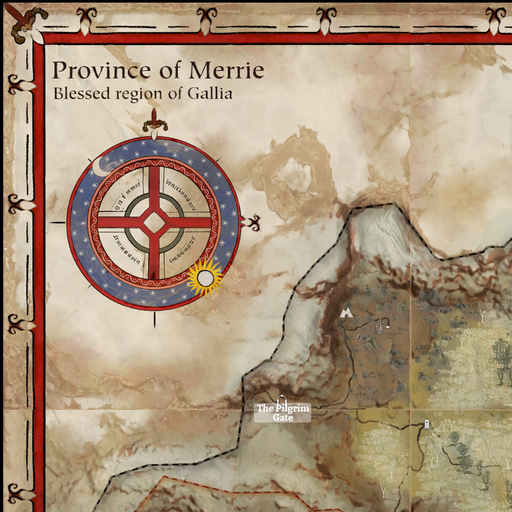 Province of Merrie
Blessed region of Gallia
The Pilgrim
Gate